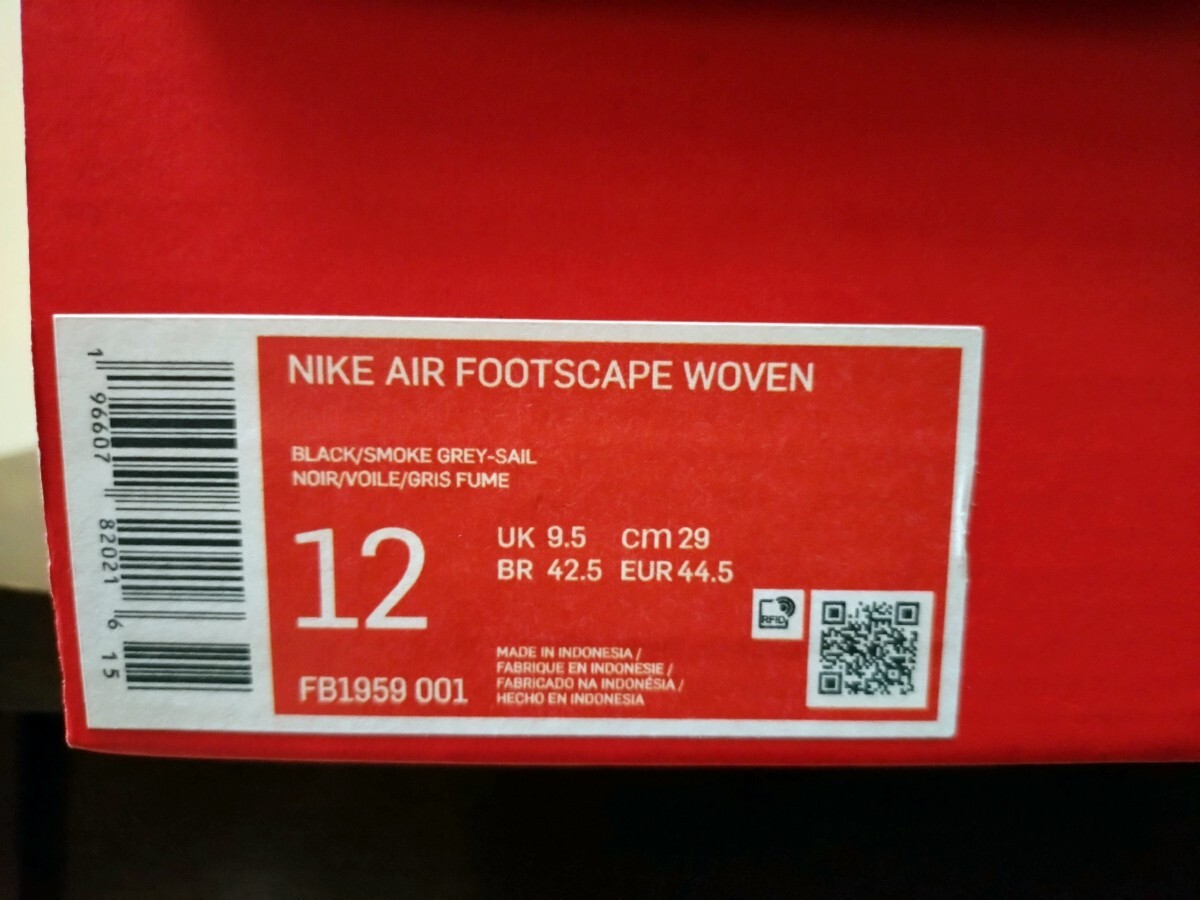 NIKE AIR FOOTSCAPE WOVEN
BLACK/SMOKE GREY-SAIL
NOIR/VOILE/GRIS FUME
12
UK 9.5 cm 29
BR 42.5 EUR 44.5
FB1959 001
MADE IN INDONESIA /
FABRIQUE EN INDONESIE /
FABRICADO NA INDONÉSIA /
HECHO EN INDONESIA
RFID
1 96607 82021 6 15